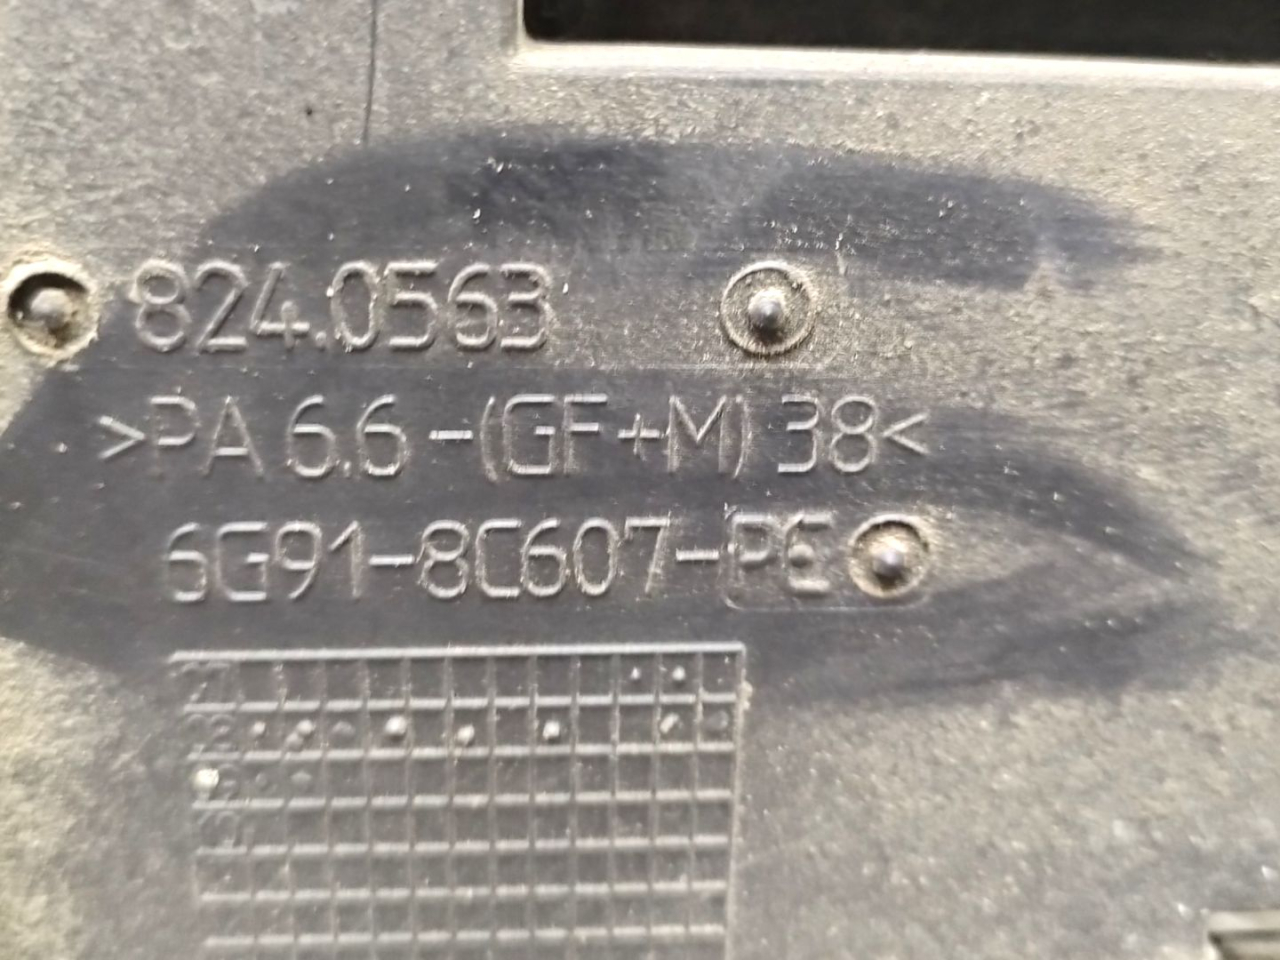 824.0563
>PA 6.6-(GF+M) 38<
6G91-8C607-PE